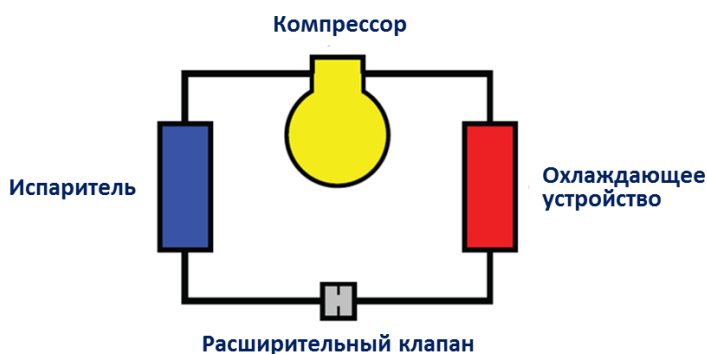 Компрессор
Испаритель
Охлаждающее
устройство
Расширительный клапан